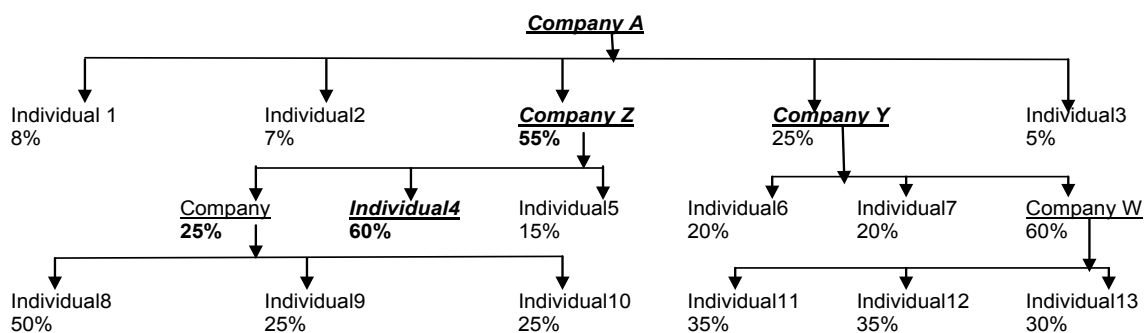 Company A
Individual 1 Individual2 Company Z Company Y Individual3
8% 7% 55% 25% 5%
Company Individual4 Individual5 Individual6 Individual7 Company W
25% 60% 15% 20% 20% 60%
Individual8 Individual9 Individual10 Individual11 Individual12 Individual13
50% 25% 25% 35% 35% 30%